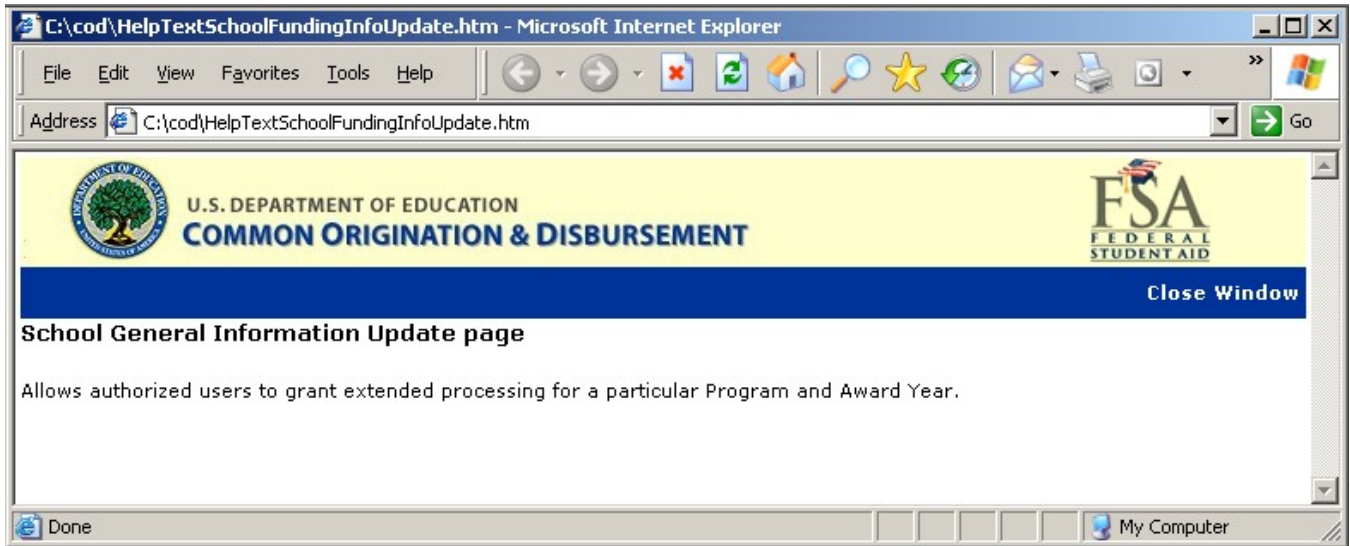 C:\cod\HelpTextSchoolFundingInfoUpdate.htm - Microsoft Internet Explorer
File Edit View Favorites Tools Help »
Address C:\cod\HelpTextSchoolFundingInfoUpdate.htm Go
U.S. DEPARTMENT OF EDUCATION
COMMON ORIGINATION & DISBURSEMENT
FSA
FEDERAL
STUDENT AID
Close Window
School General Information Update page
Allows authorized users to grant extended processing for a particular Program and Award Year.
Done My Computer